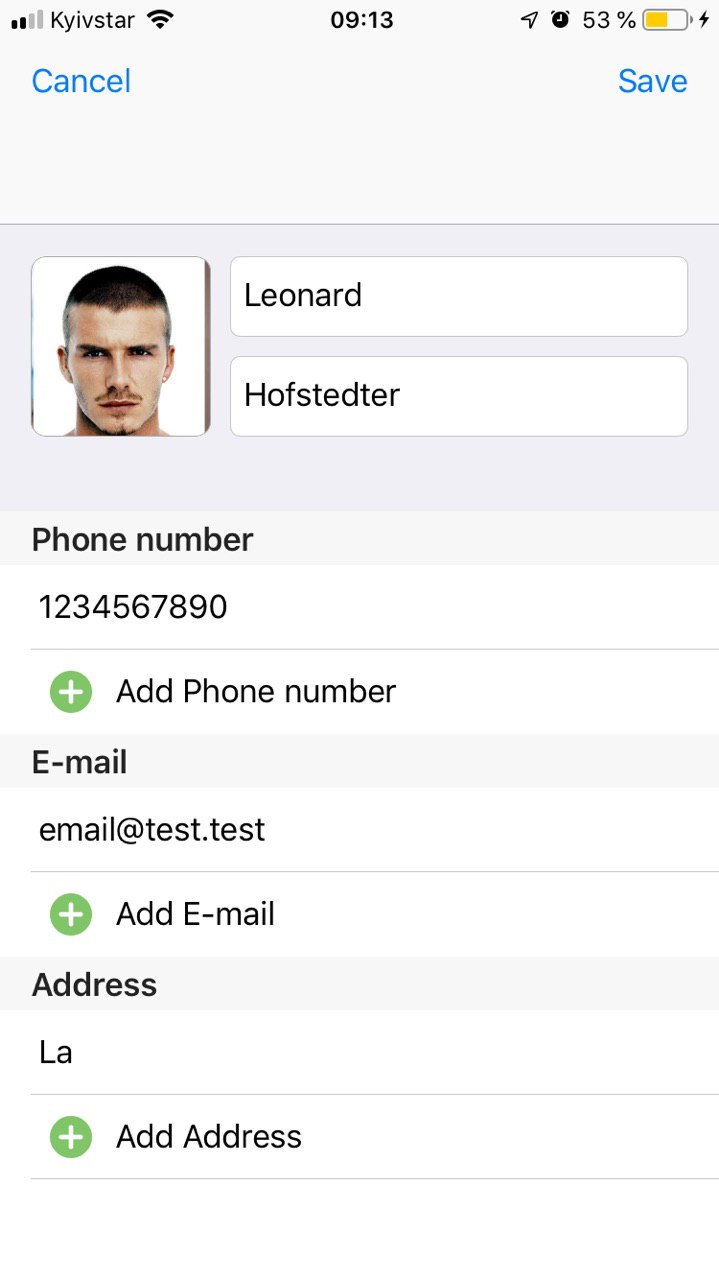 Kyivstar 09:13 53 %
Cancel Save
Leonard
Hofstedter
Phone number
1234567890
Add Phone number
E-mail
email@test.test
Add E-mail
Address
La
Add Address